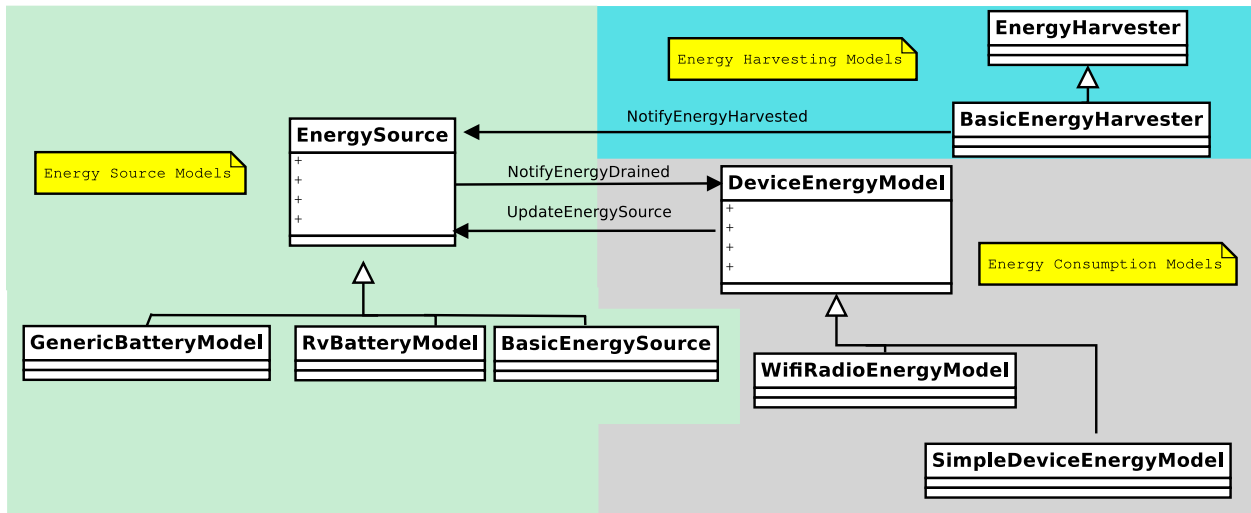 EnergyHarvester
Energy Harvesting Models
BasicEnergyHarvester
NotifyEnergyHarvested
EnergySource
+
+
+
+
Energy Source Models
NotifyEnergyDrained
UpdateEnergySource
DeviceEnergyModel
+
+
+
+
Energy Consumption Models
GenericBatteryModel
RvBatteryModel
BasicEnergySource
WifiRadioEnergyModel
SimpleDeviceEnergyModel